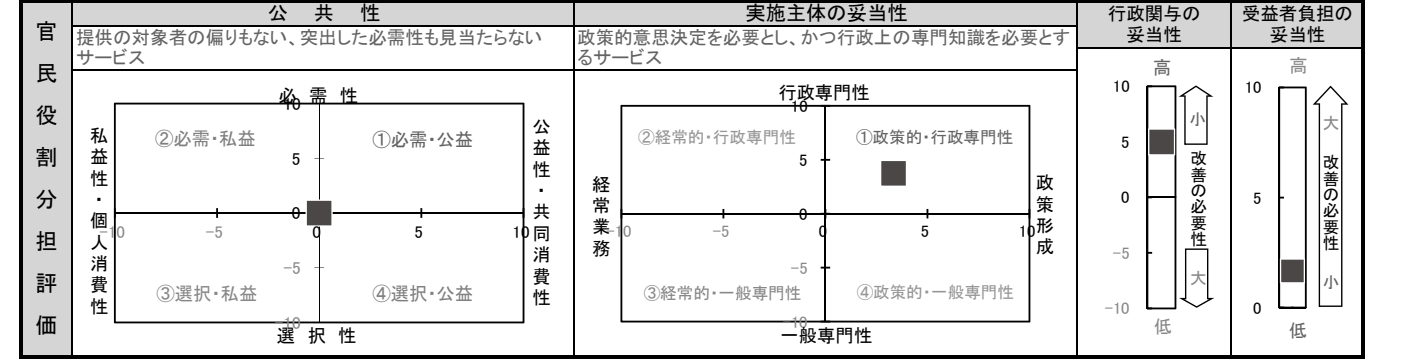 官民役割分担評価
公共性
提供の対象者の偏りもない、突出した必需性も見当たらない
サービス
必需性
10
②必需・私益
①必需・公益
5
私益性・個人消費性
公益性・共同消費性
0
-10
-5
0
5
10
-5
③選択・私益
④選択・公益
-10
選択性
実施主体の妥当性
政策的意思決定を必要とし、かつ行政上の専門知識を必要とす
るサービス
行政専門性
10
②経常的・行政専門性
①政策的・行政専門性
5
経常業務
政策形成
0
-10
-5
0
5
10
-5
③経常的・一般専門性
④政策的・一般専門性
-10
一般専門性
行政関与の
妥当性
高
10
小
5
改善の必要性
0
-5
大
-10
低
受益者負担の
妥当性
高
10
大
改善の必要性
5
小
0
低